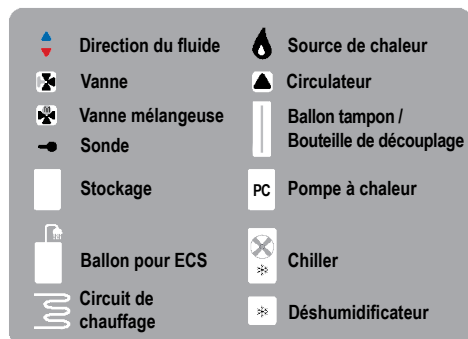 Direction du fluide
Vanne
Vanne mélangeuse
Sonde
Stockage
Ballon pour ECS
Circuit de
chauffage
Source de chaleur
Circulateur
Ballon tampon /
Bouteille de découplage
PC Pompe à chaleur
Chiller
Déshumidificateur